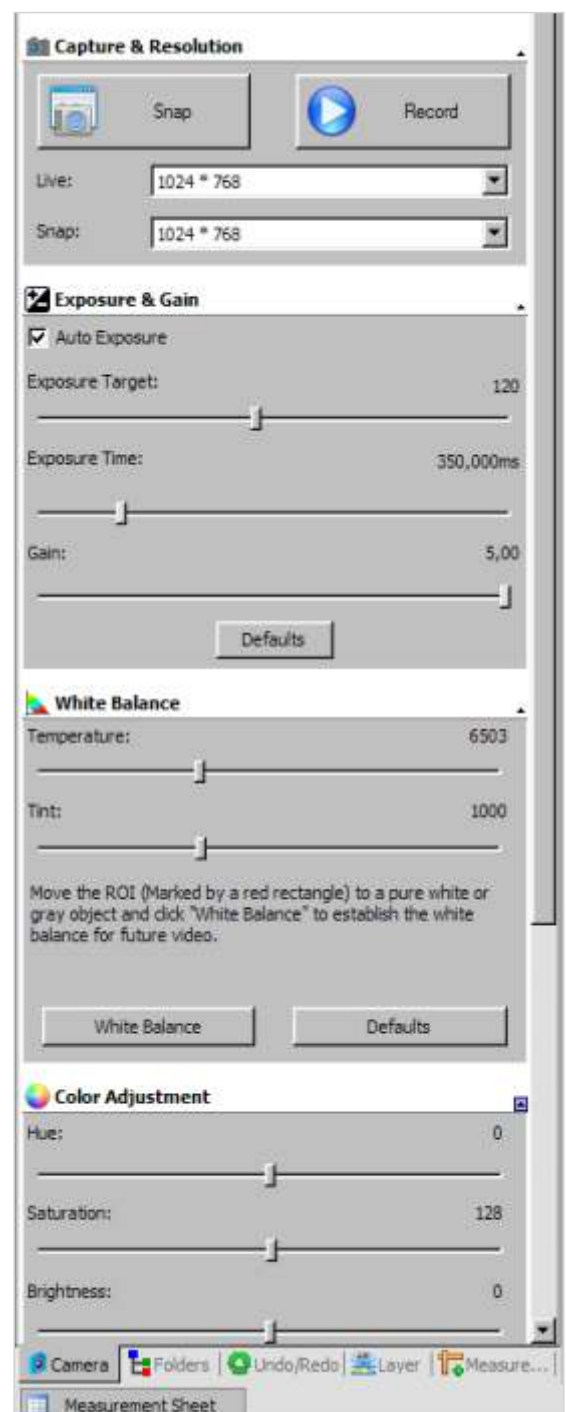 Capture & Resolution
Snap
Record
Live:
1024 * 768
Snap:
1024 * 768
Exposure & Gain
Auto Exposure
Exposure Target:
120
Exposure Time:
350,000ms
Gain:
5,00
Defaults
White Balance
Temperature:
6503
Tint:
1000
Move the ROI (Marked by a red rectangle) to a pure white or
gray object and click "White Balance" to establish the white
balance for future video.
White Balance
Defaults
Color Adjustment
Hue:
0
Saturation:
128
Brightness:
0
Camera
Folders
Undo/Redo
Layer
Measure...
Measurement Sheet